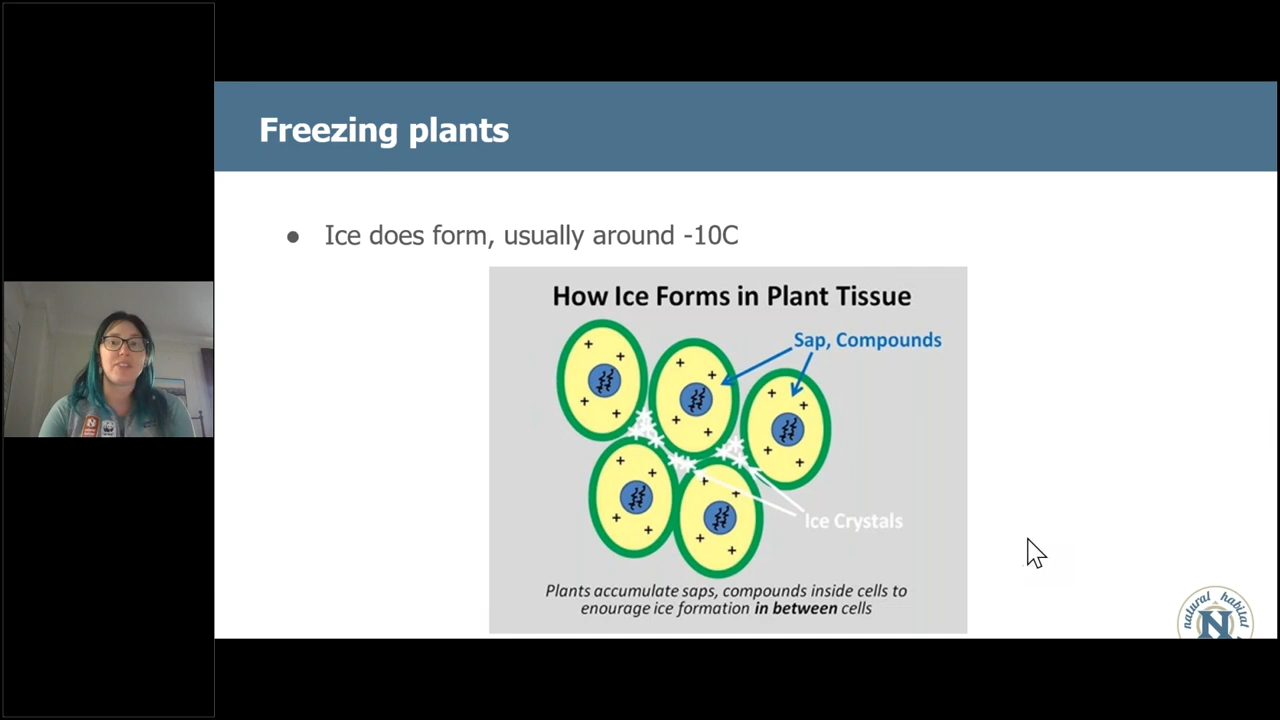 Freezing plants
● Ice does form, usually around -10C
How Ice Forms in Plant Tissue
Sap, Compounds
Ice Crystals
Plants accumulate saps, compounds inside cells to
enourage ice formation in between cells
natural habitat
N